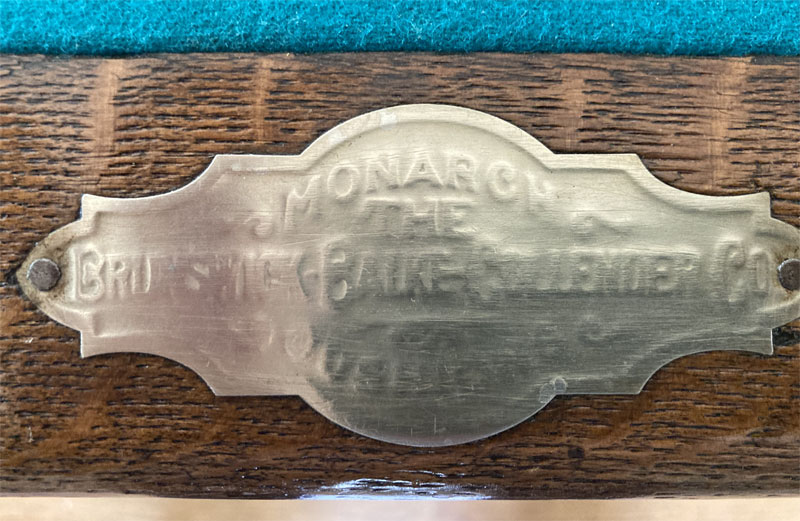 MONARCH
THE
BRUNSWICK-BALKE-COLLENDER CO